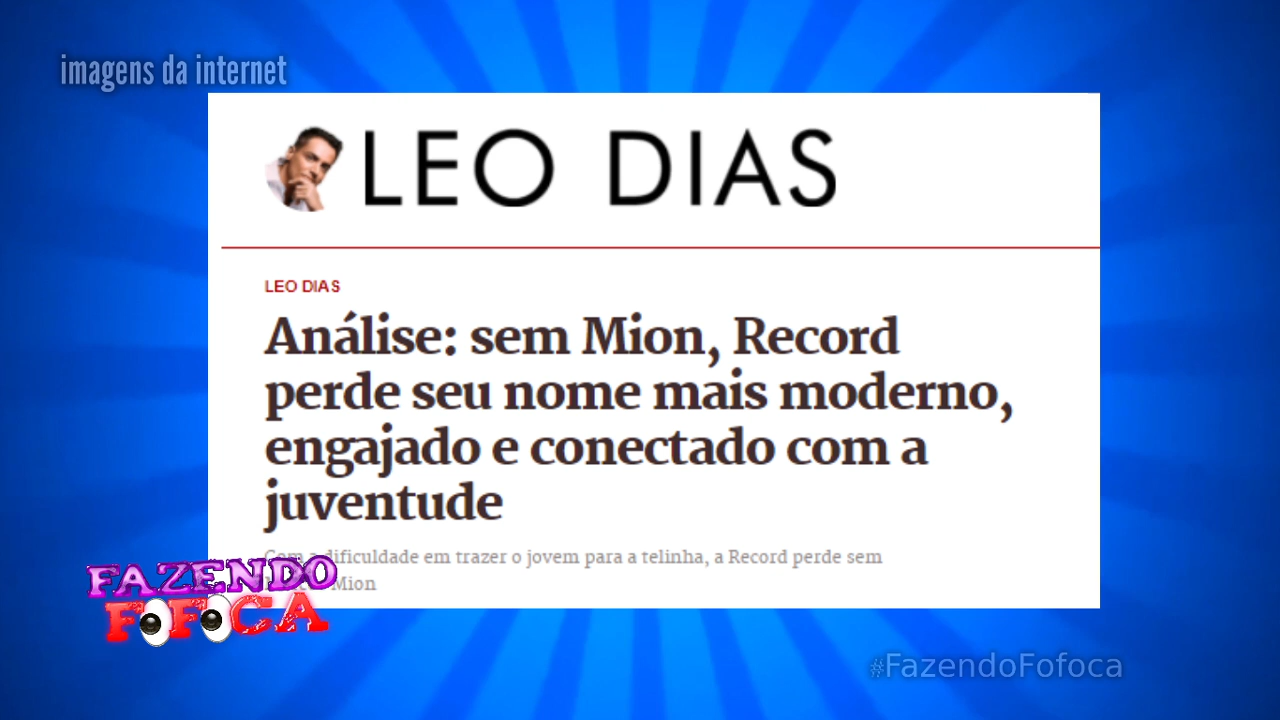 imagens da internet
LEO DIAS
LEO DIAS
Análise: sem Mion, Record
perde seu nome mais moderno,
engajado e conectado com a
juventude
Com a dificuldade em trazer o jovem para a telinha, a Record perde sem
Mion
FAZENDO
FOFOCA
#FazendoFofoca